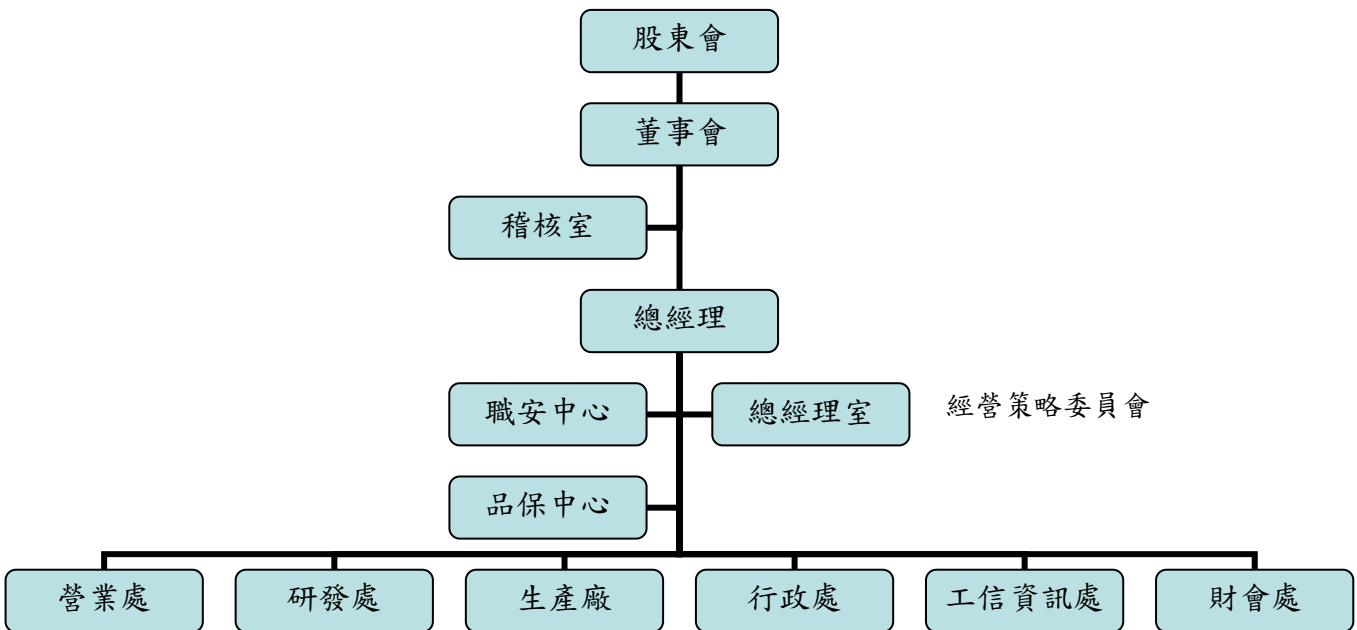 股東會
董事會
稽核室
總經理
職安中心
總經理室
經營策略委員會
品保中心
營業處
研發處
生產廠
行政處
工信資訊處
財會處